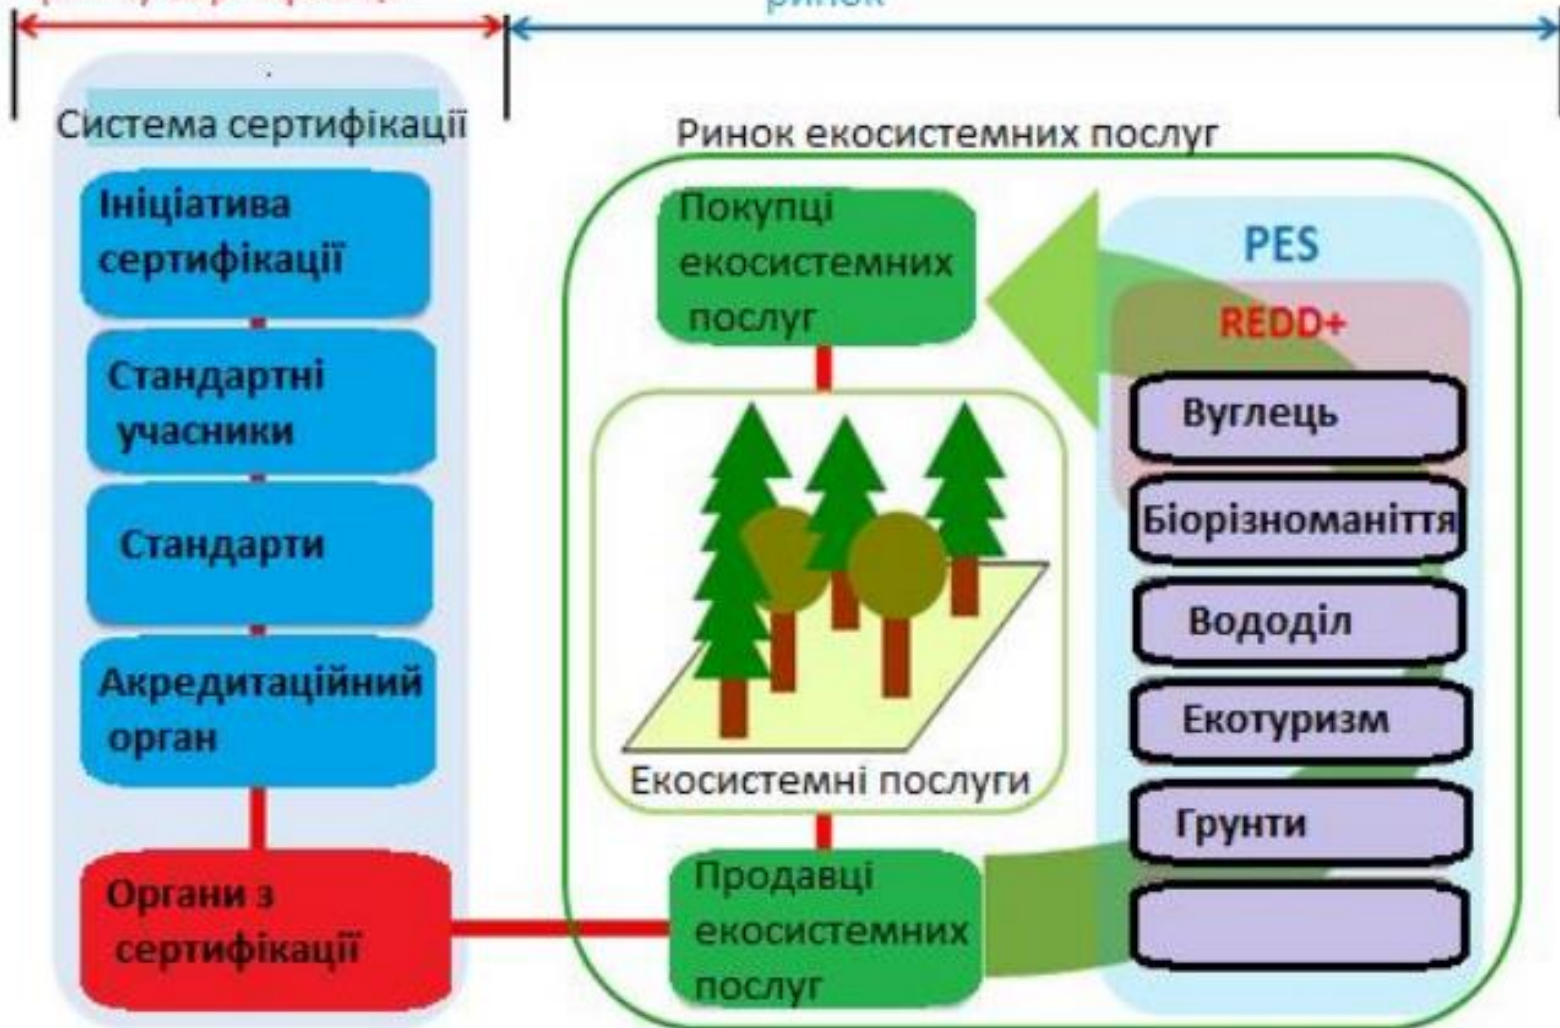 ринок
Система сертифікації
Ініціатива
сертифікації
Стандартні
учасники
Стандарти
Акредитаційний
орган
Органи з
сертифікації
Ринок екосистемних послуг
Покупці
екосистемних
послуг
Екосистемні послуги
Продавці
екосистемних
послуг
PES
REDD+
Вуглець
Біорізноманіття
Вододіл
Екотуризм
Грунти